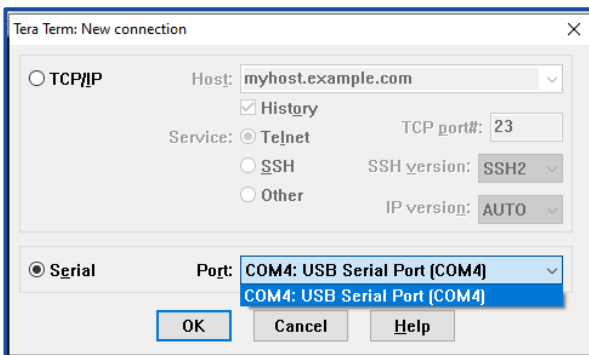 Tera Term: New connection
TCP/IP Host: myhost.example.com
History
Service: Telnet TCP port#: 23
SSH SSH version: SSH2
Other IP version: AUTO
Serial Port: COM4: USB Serial Port (COM4)
COM4: USB Serial Port (COM4)
OK Cancel Help